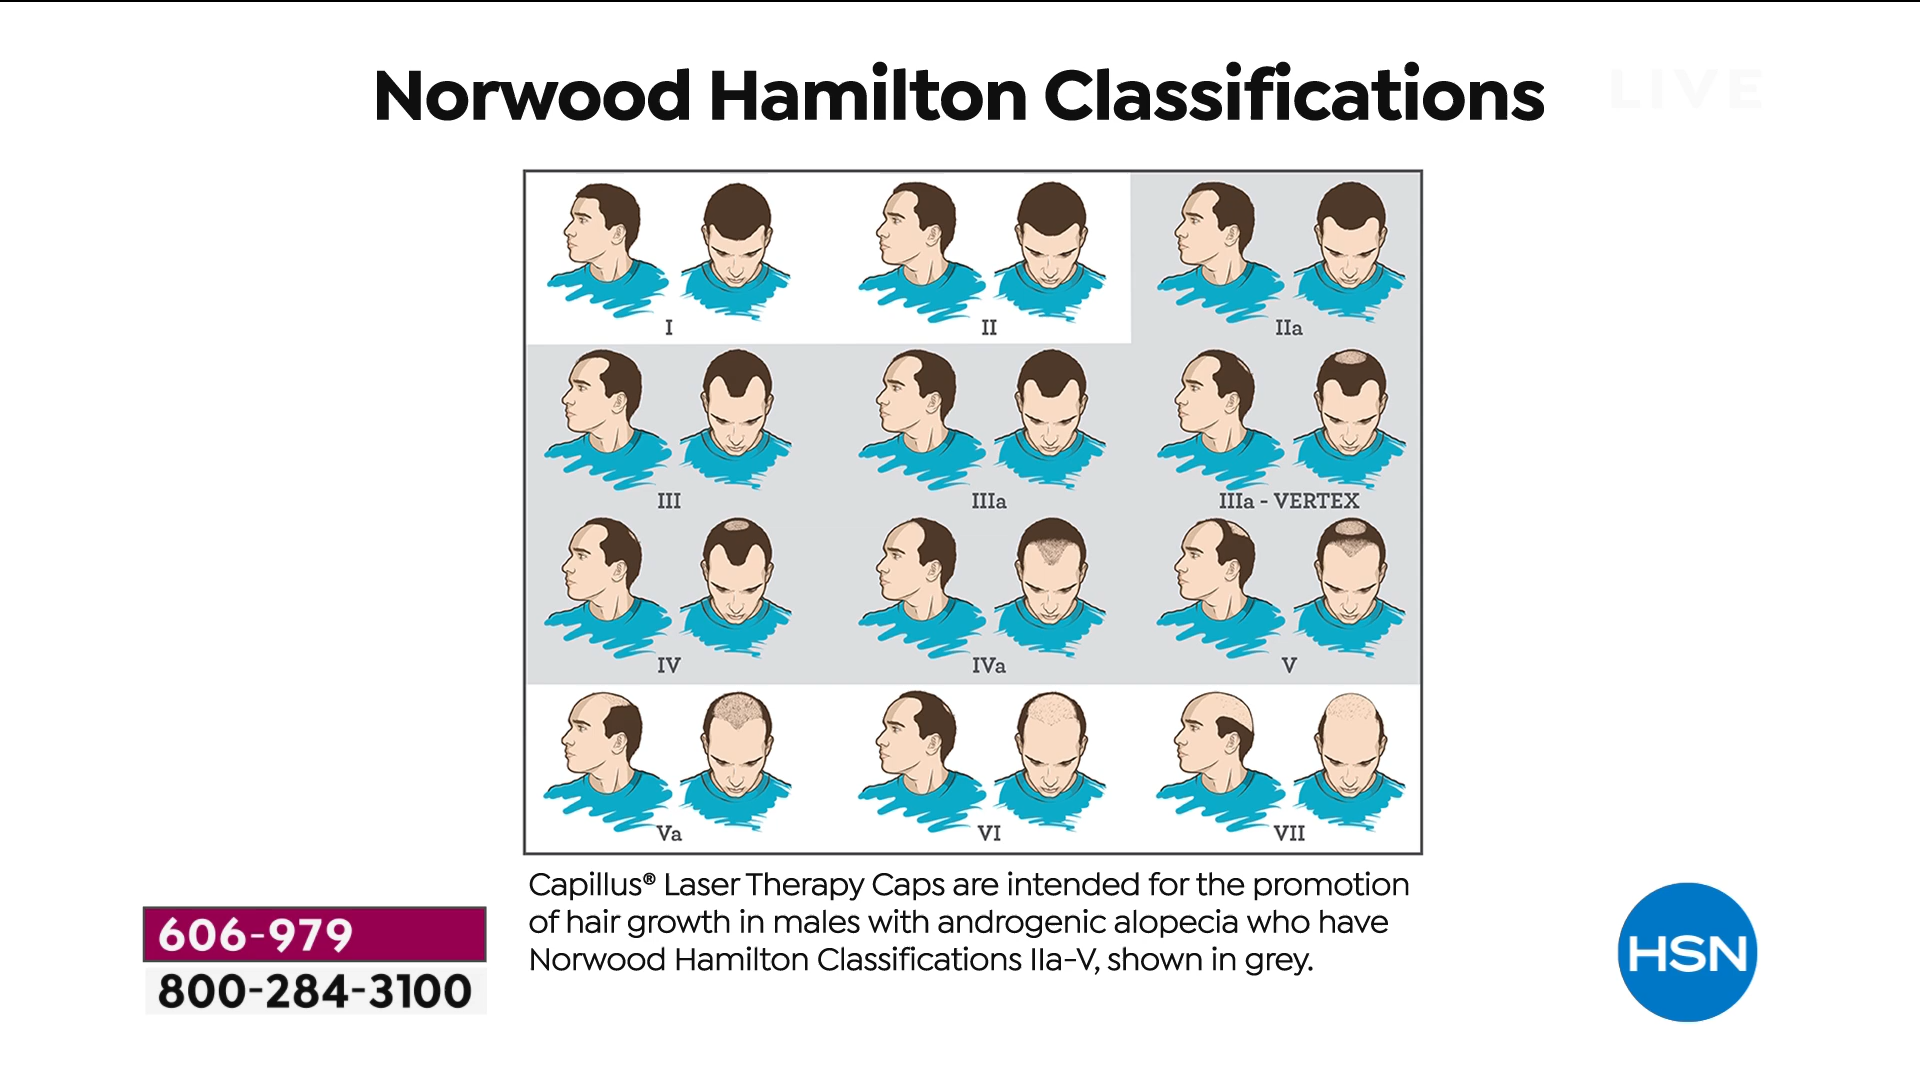 Norwood Hamilton Classifications
LIVE
I
II
IIa
III
IIIa
IIIa - VERTEX
IV
IVa
V
Va
VI
VII
Capillus® Laser Therapy Caps are intended for the promotion
of hair growth in males with androgenic alopecia who have
Norwood Hamilton Classifications IIa-V, shown in grey.
606-979
800-284-3100
HSN